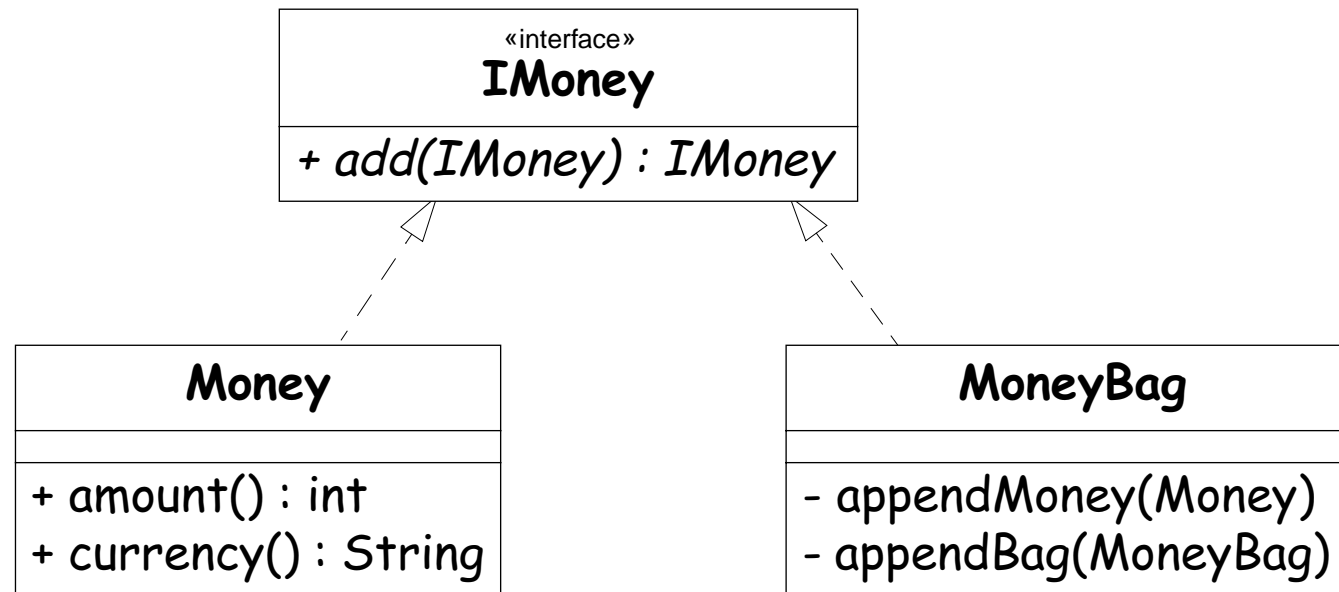 «interface»
IMoney
+ add(IMoney) : IMoney
Money
+ amount() : int
+ currency() : String
MoneyBag
- appendMoney(Money)
- appendBag(MoneyBag)